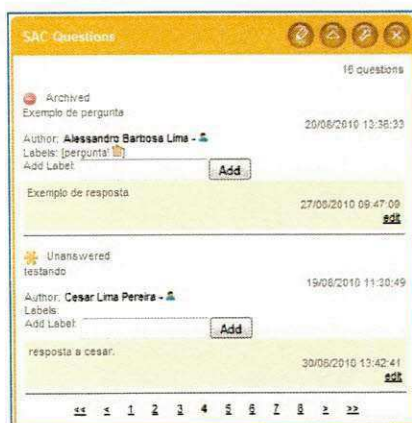 SAC Questions
16 questions
Archived
Exemplo de pergunta
20/08/2010 13:36:33
Author: Alessandro Barbosa Lima -
Labels: [pergunta! ]
Add Label: Add
Exemplo de resposta
27/08/2010 09:47:09
edit
Unanswered
testando
19/08/2010 11:30:49
Author: Cesar Lima Pereira -
Labels:
Add Label: Add
resposta a cesar.
30/08/2010 13:42:41
edit
<< < 1 2 3 4 5 6 7 8 > >>